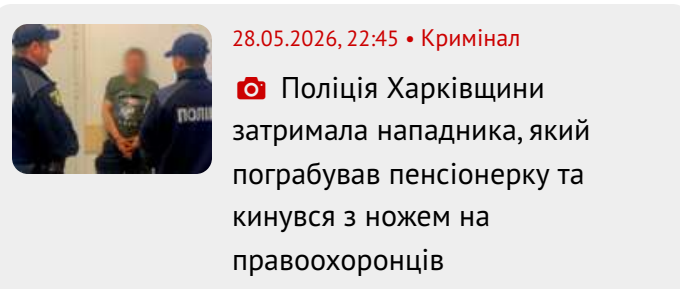 28.05.2026, 22:45 • Кримінал
Поліція Харківщини
затримала нападника, який
пограбував пенсіонерку та
кинувся з ножем на
правоохоронців